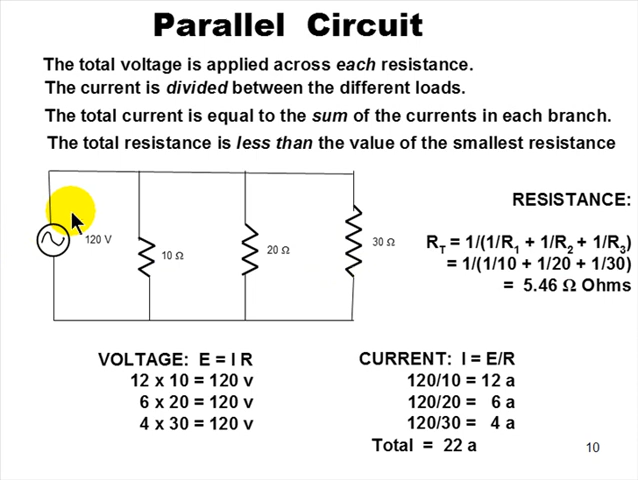 Parallel Circuit
The total voltage is applied across each resistance.
The current is divided between the different loads.
The total current is equal to the sum of the currents in each branch.
The total resistance is less than the value of the smallest resistance
120 V
10 Ω
20 Ω
30 Ω
RESISTANCE:
RT = 1/(1/R1 + 1/R2 + 1/R3)
= 1/(1/10 + 1/20 + 1/30)
= 5.46 Ω Ohms
VOLTAGE: E = I R
12 x 10 = 120 v
6 x 20 = 120 v
4 x 30 = 120 v
CURRENT: I = E/R
120/10 = 12 a
120/20 = 6 a
120/30 = 4 a
Total = 22 a
10